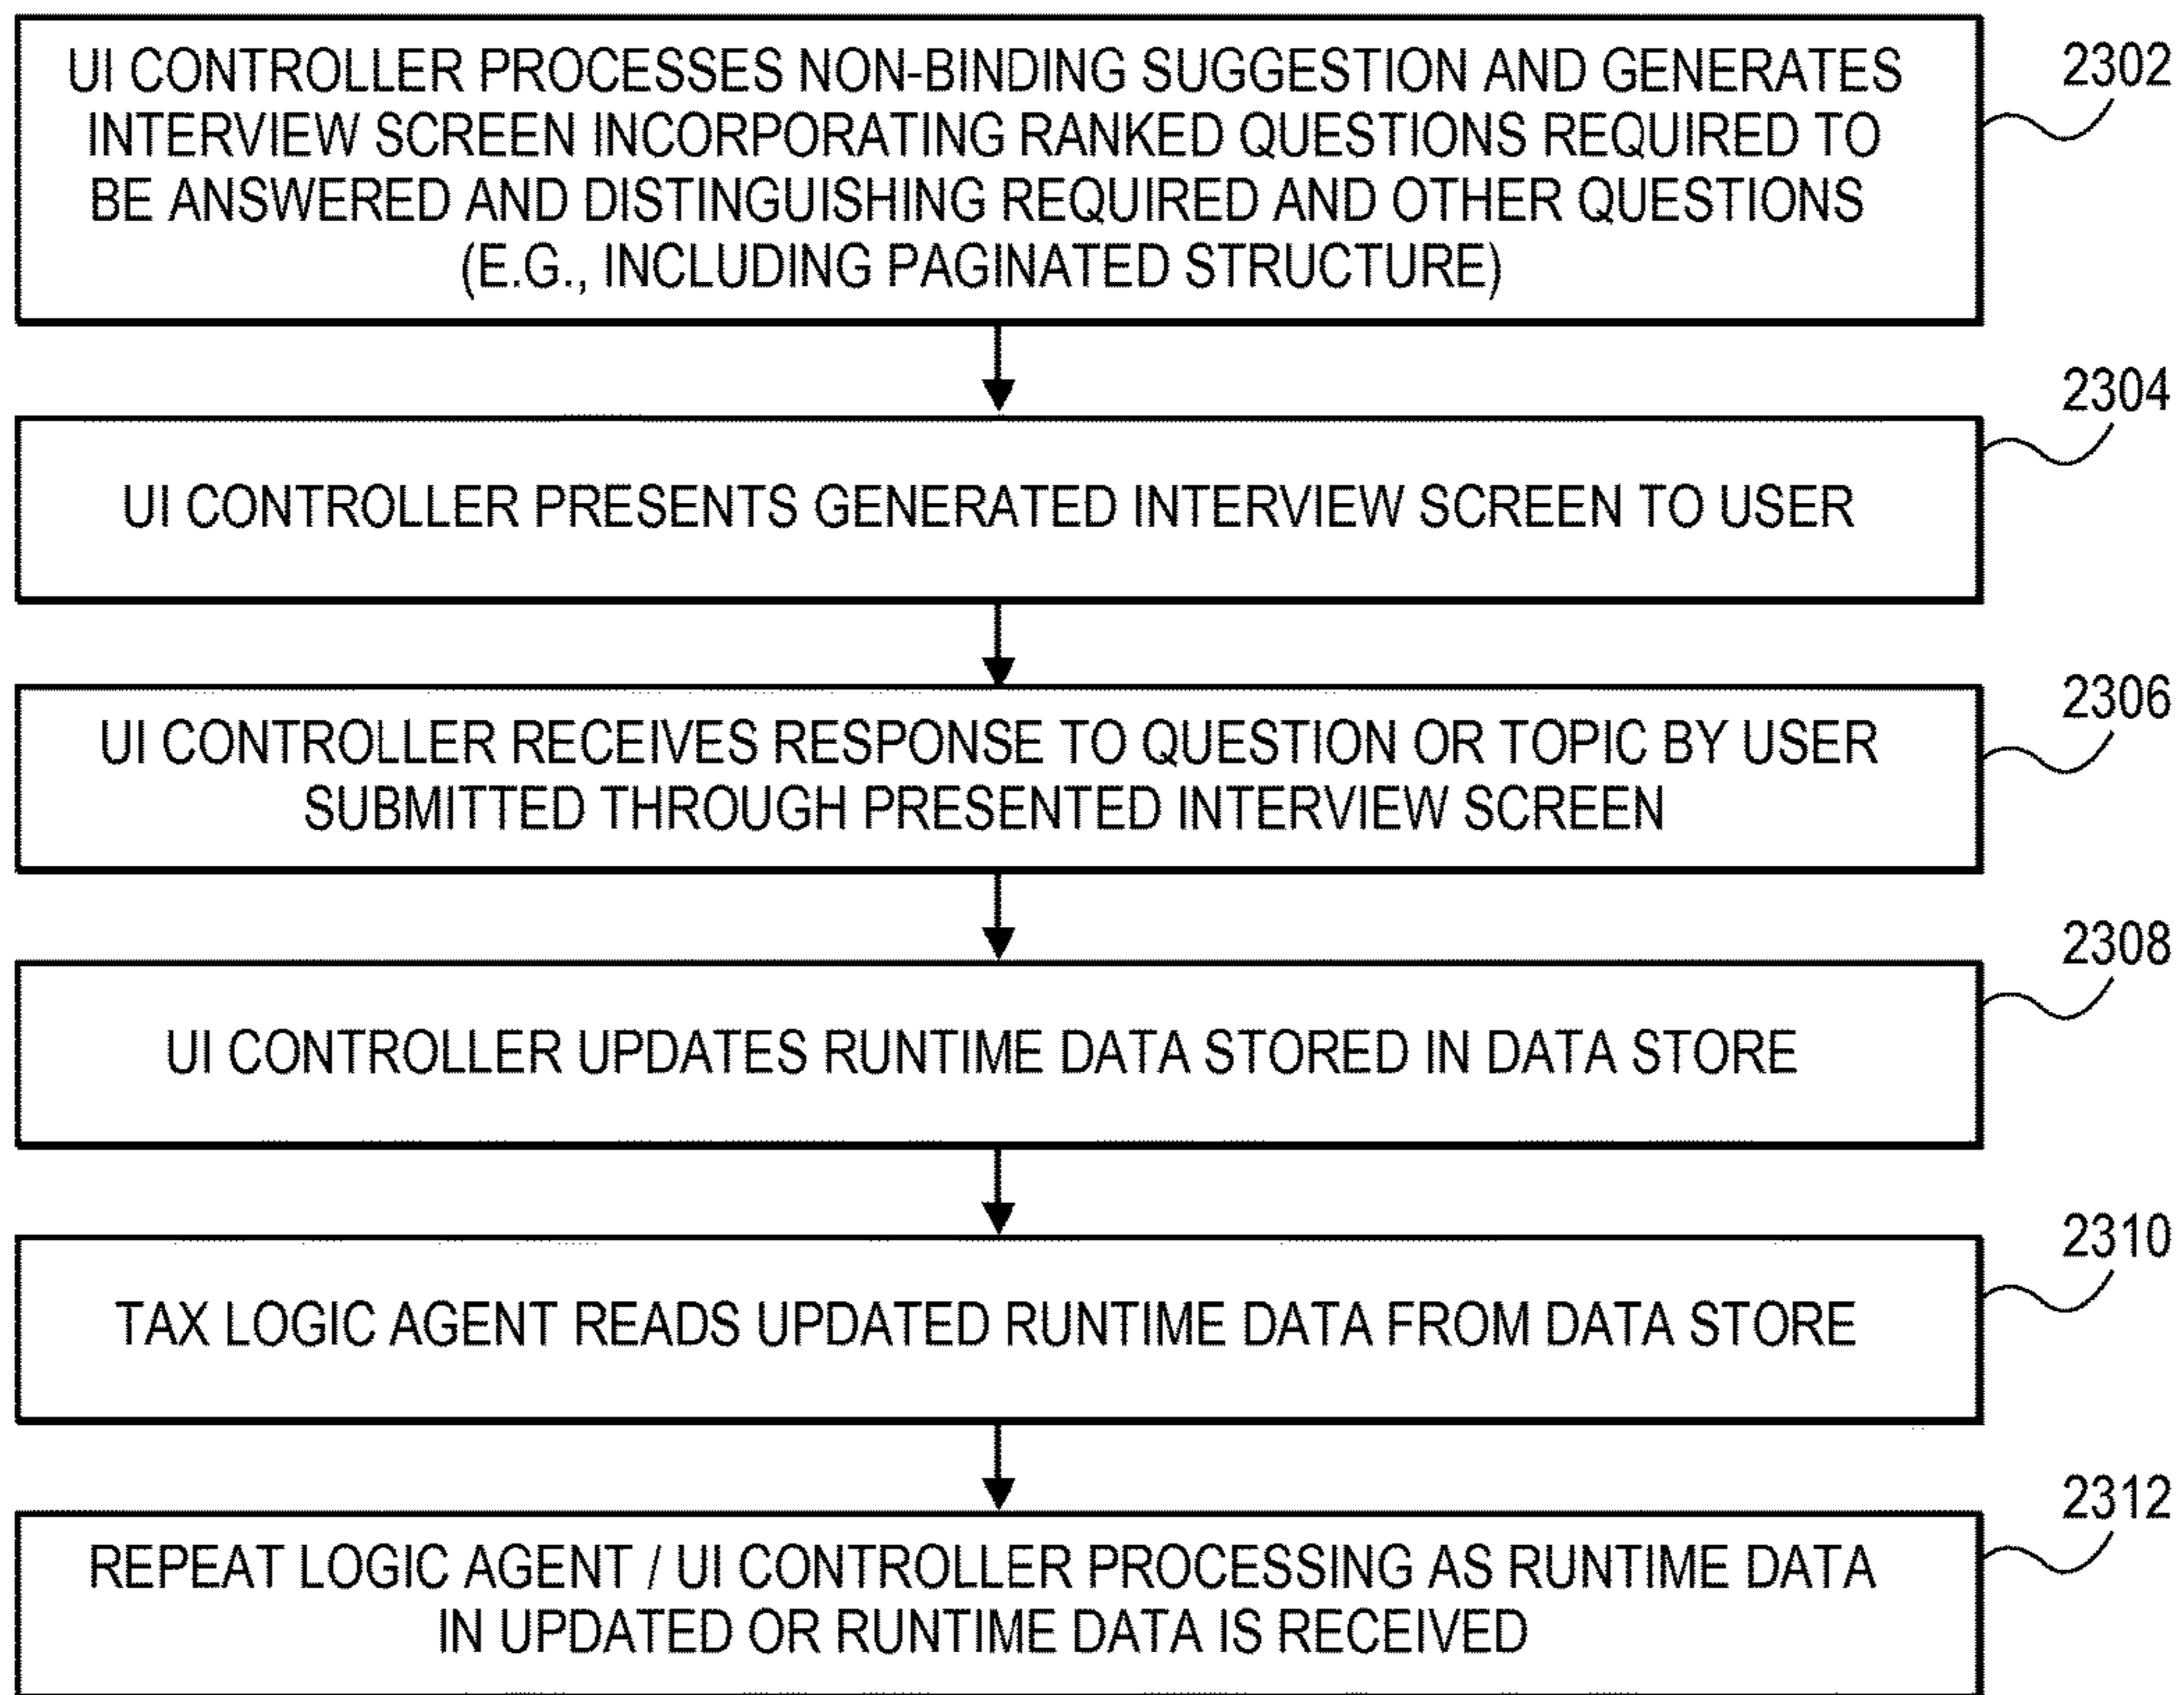 UI CONTROLLER PROCESSES NON-BINDING SUGGESTION AND GENERATES
INTERVIEW SCREEN INCORPORATING RANKED QUESTIONS REQUIRED TO
BE ANSWERED AND DISTINGUISHING REQUIRED AND OTHER QUESTIONS
(E.G., INCLUDING PAGINATED STRUCTURE)
2302
2304
UI CONTROLLER PRESENTS GENERATED INTERVIEW SCREEN TO USER
2306
UI CONTROLLER RECEIVES RESPONSE TO QUESTION OR TOPIC BY USER
SUBMITTED THROUGH PRESENTED INTERVIEW SCREEN
2308
UI CONTROLLER UPDATES RUNTIME DATA STORED IN DATA STORE
2310
TAX LOGIC AGENT READS UPDATED RUNTIME DATA FROM DATA STORE
2312
REPEAT LOGIC AGENT / UI CONTROLLER PROCESSING AS RUNTIME DATA
IN UPDATED OR RUNTIME DATA IS RECEIVED